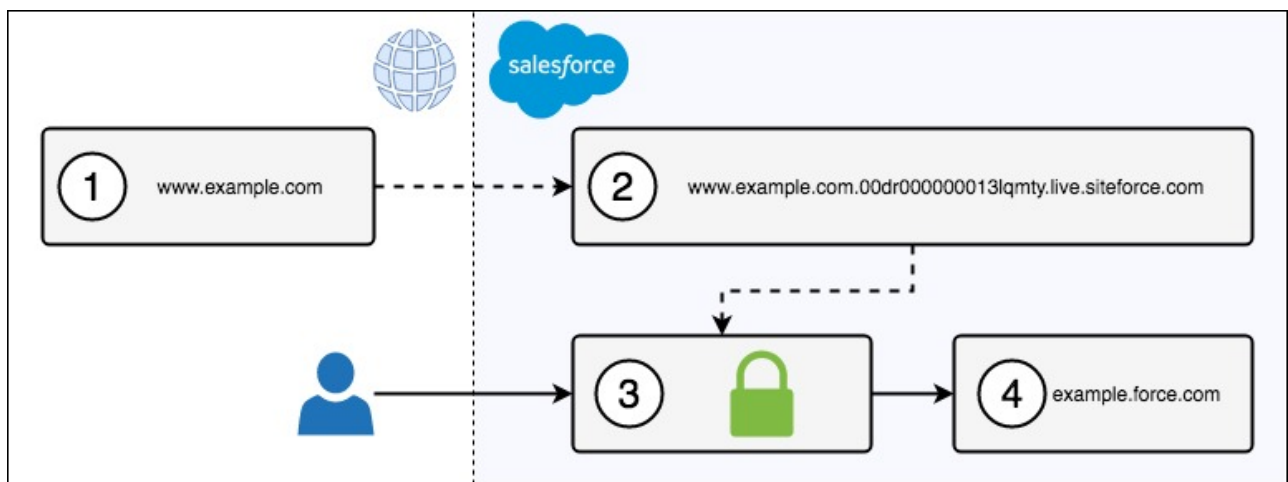 salesforce
1
www.example.com
2
www.example.com.00dr000000013lqmty.live.siteforce.com
3
4
example.force.com